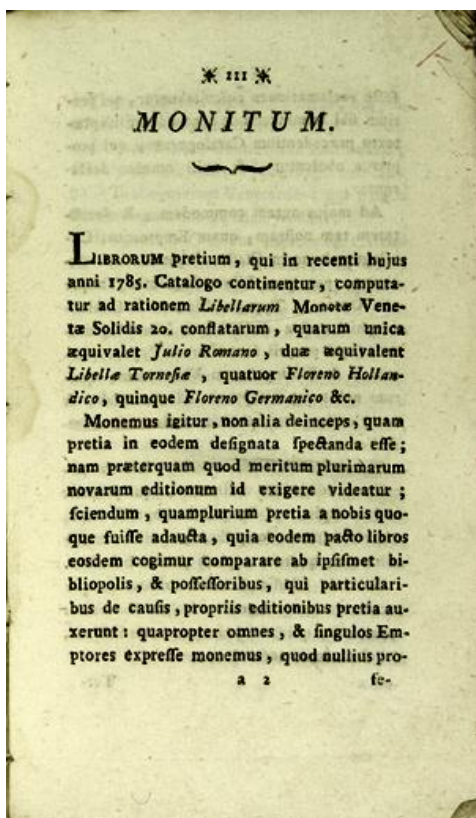 ※ III ※
MONITUM.
LIBRORUM pretium, qui in recenti hujus
anni 1785. Catalogo continentur, computa-
tur ad rationem Libellarum Monetæ Vene-
tæ Solidis 20. conflatarum, quarum unica
æquivalet Julio Romano, duæ æquivalent
Libellæ Tornesiæ, quatuor Floreno Hollan-
dico, quinque Floreno Germanico &c.
Monemus igitur, non alia deinceps, quam
pretia in eodem deſignata ſpectanda eſſe;
nam præterquam quod meritum plurimarum
novarum editionum id exigere videatur;
ſciendum, quamplurium pretia a nobis quo-
que fuiſſe adaucta, quia eodem pacto libros
eosdem cogimur comparare ab ipſiſmet bi-
bliopolis, & poſſeſſoribus, qui particulari-
bus de cauſis, propriis editionibus pretia au-
xerunt: quapropter omnes, & ſingulos Em-
ptores expreſſe monemus, quod nullius pro-
a 2 ſe-